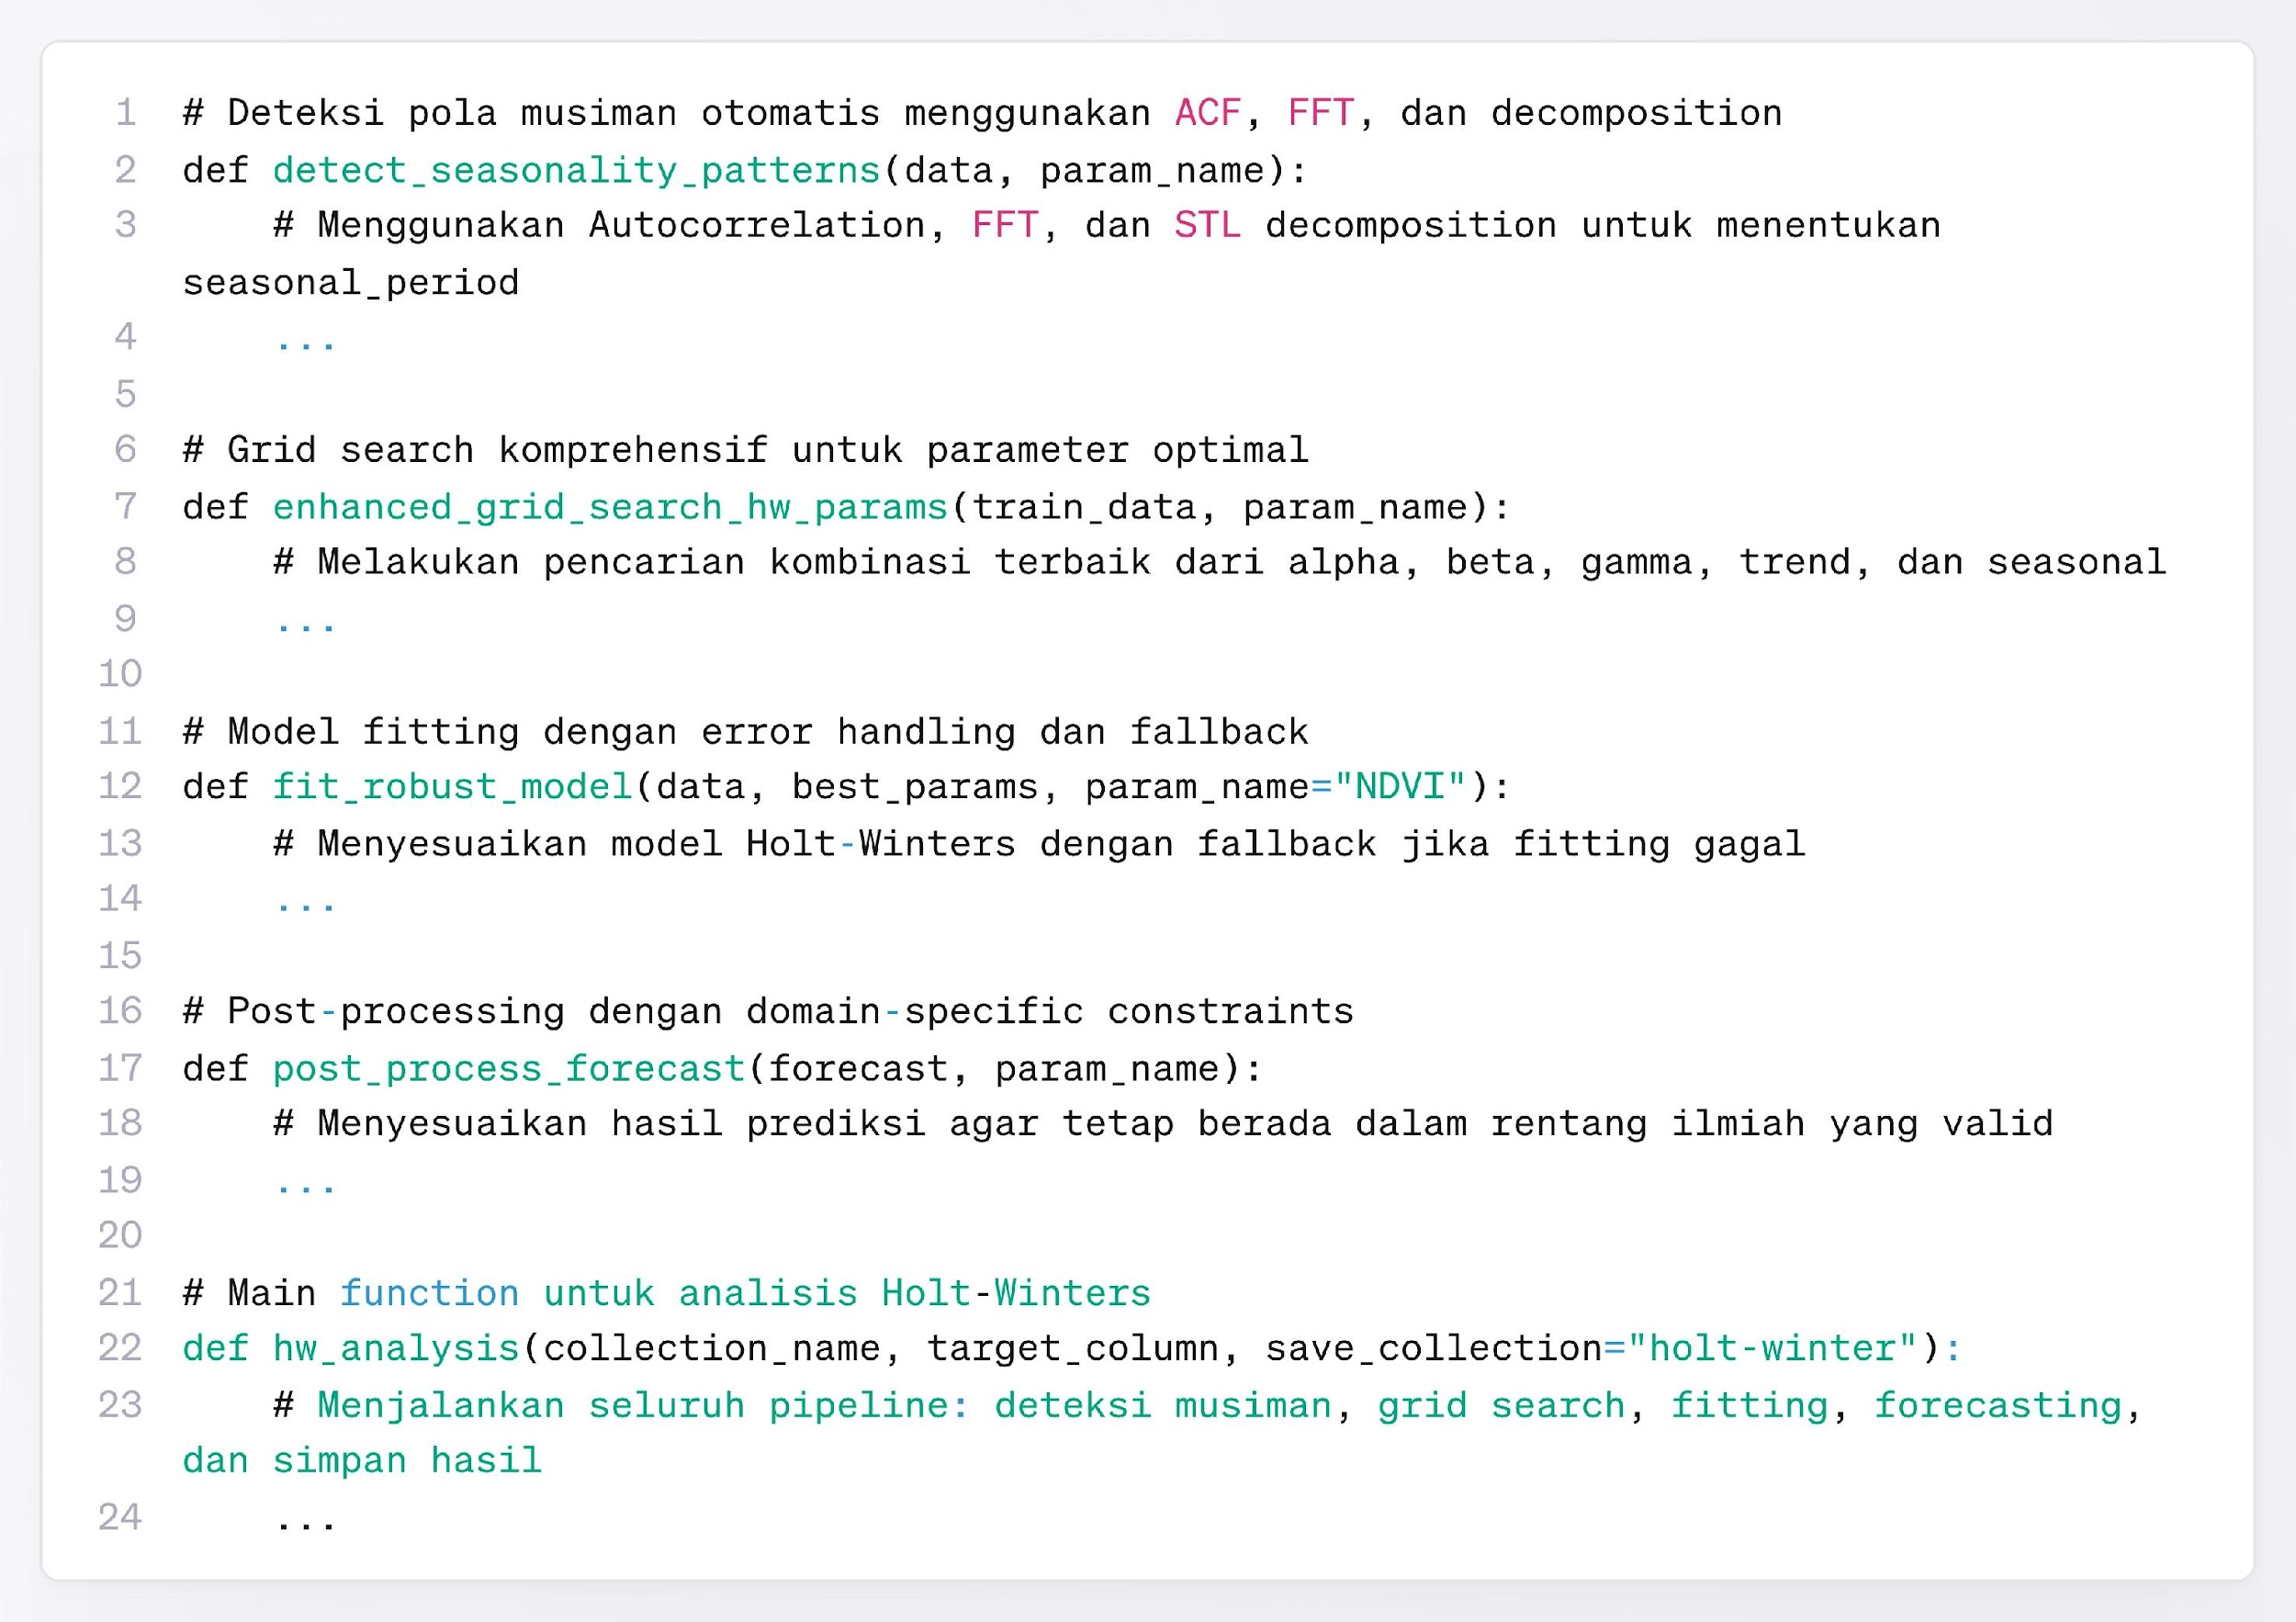 1 # Deteksi pola musiman otomatis menggunakan ACF, FFT, dan decomposition
2 def detect_seasonality_patterns(data, param_name):
3     # Menggunakan Autocorrelation, FFT, dan STL decomposition untuk menentukan
seasonal_period
4     ...
5
6 # Grid search komprehensif untuk parameter optimal
7 def enhanced_grid_search_hw_params(train_data, param_name):
8     # Melakukan pencarian kombinasi terbaik dari alpha, beta, gamma, trend, dan seasonal
9     ...
10
11 # Model fitting dengan error handling dan fallback
12 def fit_robust_model(data, best_params, param_name="NDVI"):
13     # Menyesuaikan model Holt-Winters dengan fallback jika fitting gagal
14     ...
15
16 # Post-processing dengan domain-specific constraints
17 def post_process_forecast(forecast, param_name):
18     # Menyesuaikan hasil prediksi agar tetap berada dalam rentang ilmiah yang valid
19     ...
20
21 # Main function untuk analisis Holt-Winters
22 def hw_analysis(collection_name, target_column, save_collection="holt-winter"):
23     # Menjalankan seluruh pipeline: deteksi musiman, grid search, fitting, forecasting,
dan simpan hasil
24     ...